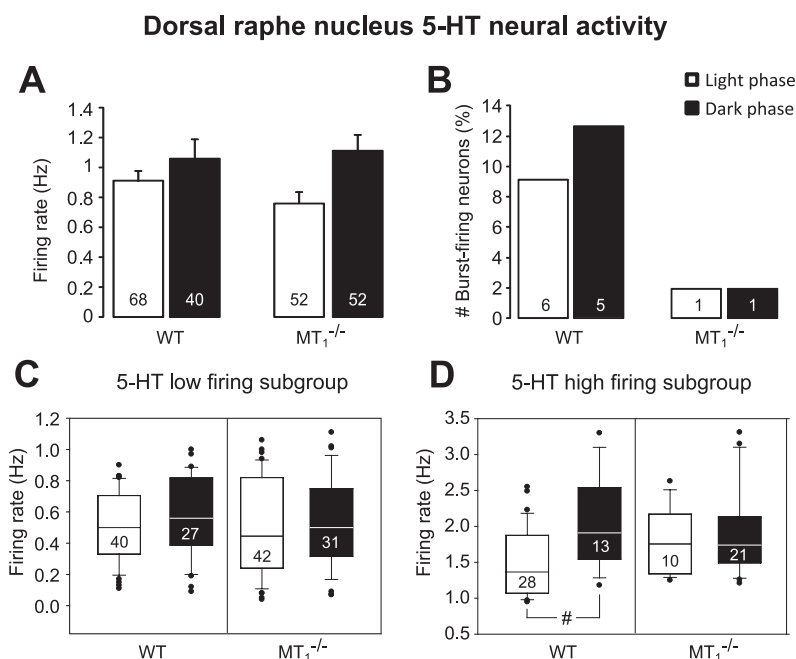 Dorsal raphe nucleus 5-HT neural activity
A
Firing rate (Hz)
1.4
1.2
1
0.8
0.6
0.4
0.2
0
68
40
52
52
WT
MT₁⁻/⁻
B
Light phase
Dark phase
# Burst-firing neurons (%)
14
12
10
8
6
4
2
0
6
5
1
1
WT
MT₁⁻/⁻
C
5-HT low firing subgroup
Firing rate (Hz)
1.2
1.0
0.8
0.6
0.4
0.2
0.0
40
27
42
31
WT
MT₁⁻/⁻
D
5-HT high firing subgroup
Firing rate (Hz)
3.5
3.0
2.5
2.0
1.5
1.0
0.5
28
13
10
21
#
WT
MT₁⁻/⁻